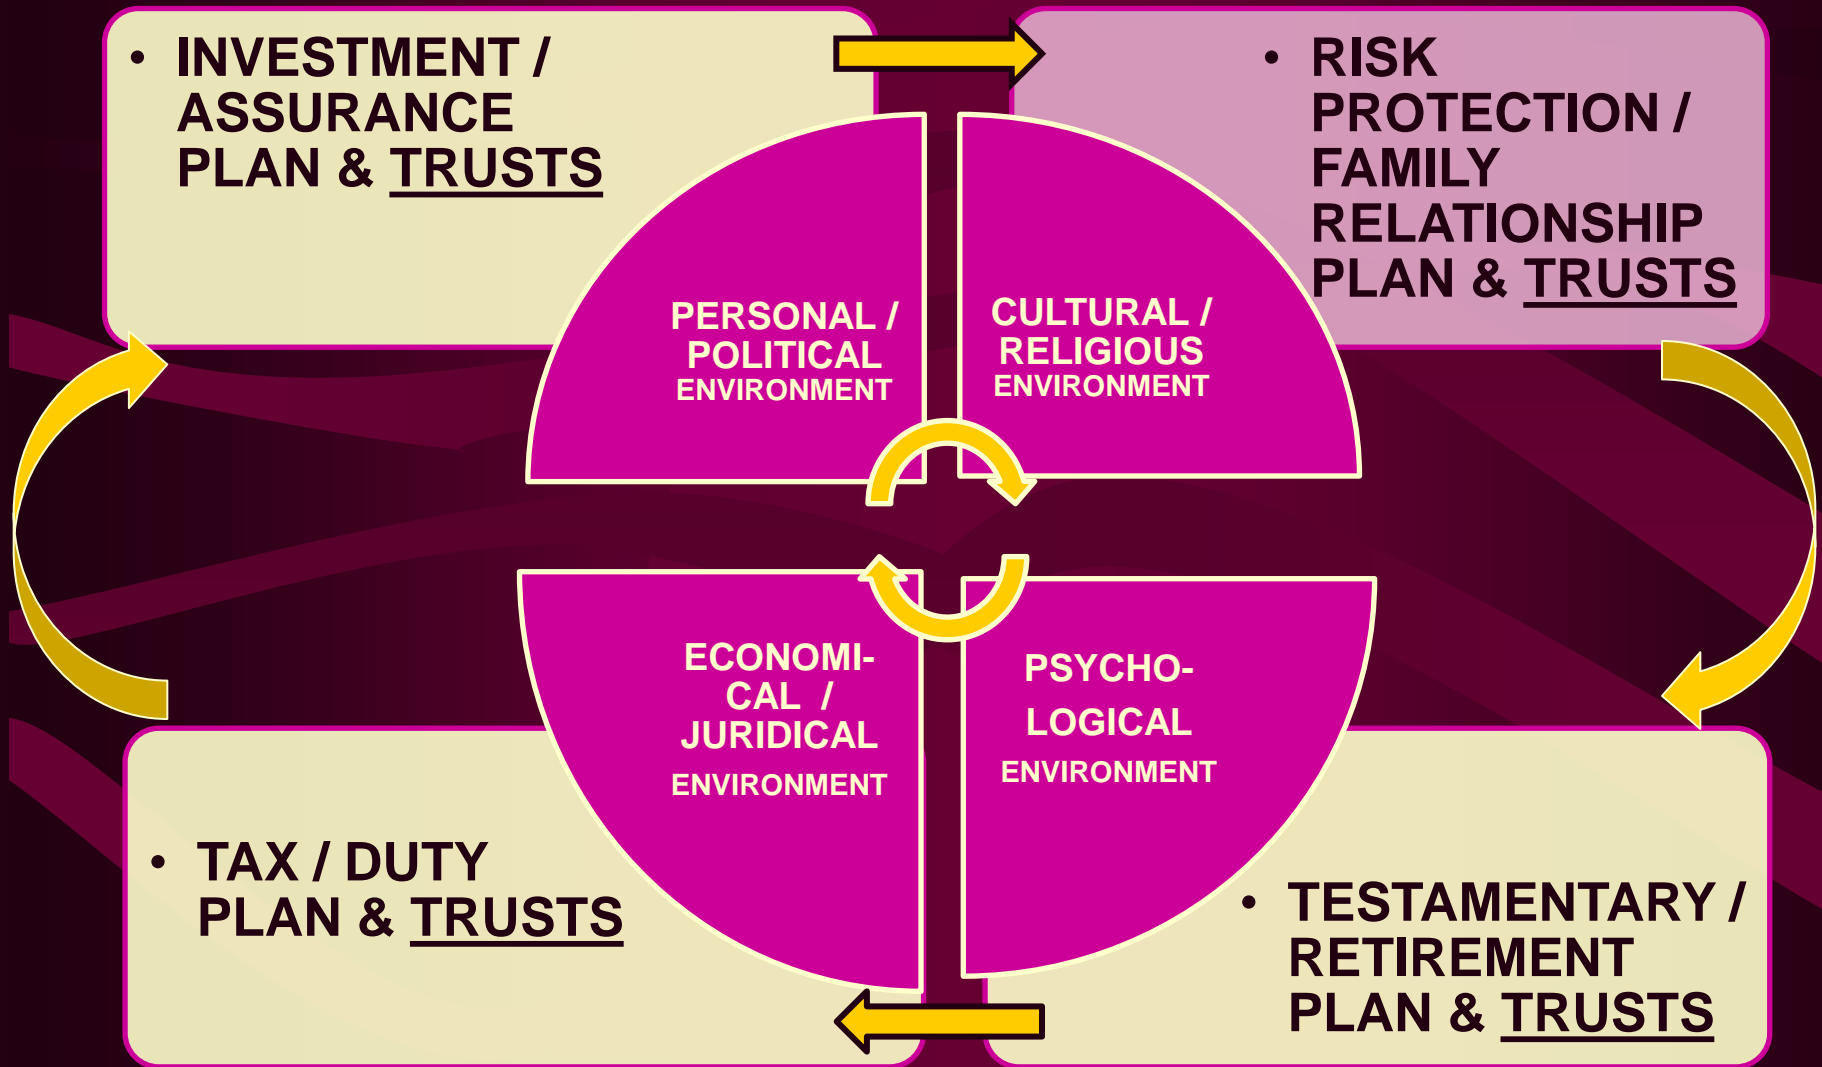 • INVESTMENT /
ASSURANCE
PLAN & TRUSTS
• RISK
PROTECTION /
FAMILY
RELATIONSHIP
PLAN & TRUSTS
PERSONAL /
POLITICAL
ENVIRONMENT
CULTURAL /
RELIGIOUS
ENVIRONMENT
ECONOMI-
CAL /
JURIDICAL
ENVIRONMENT
PSYCHO-
LOGICAL
ENVIRONMENT
• TAX / DUTY
PLAN & TRUSTS
• TESTAMENTARY /
RETIREMENT
PLAN & TRUSTS